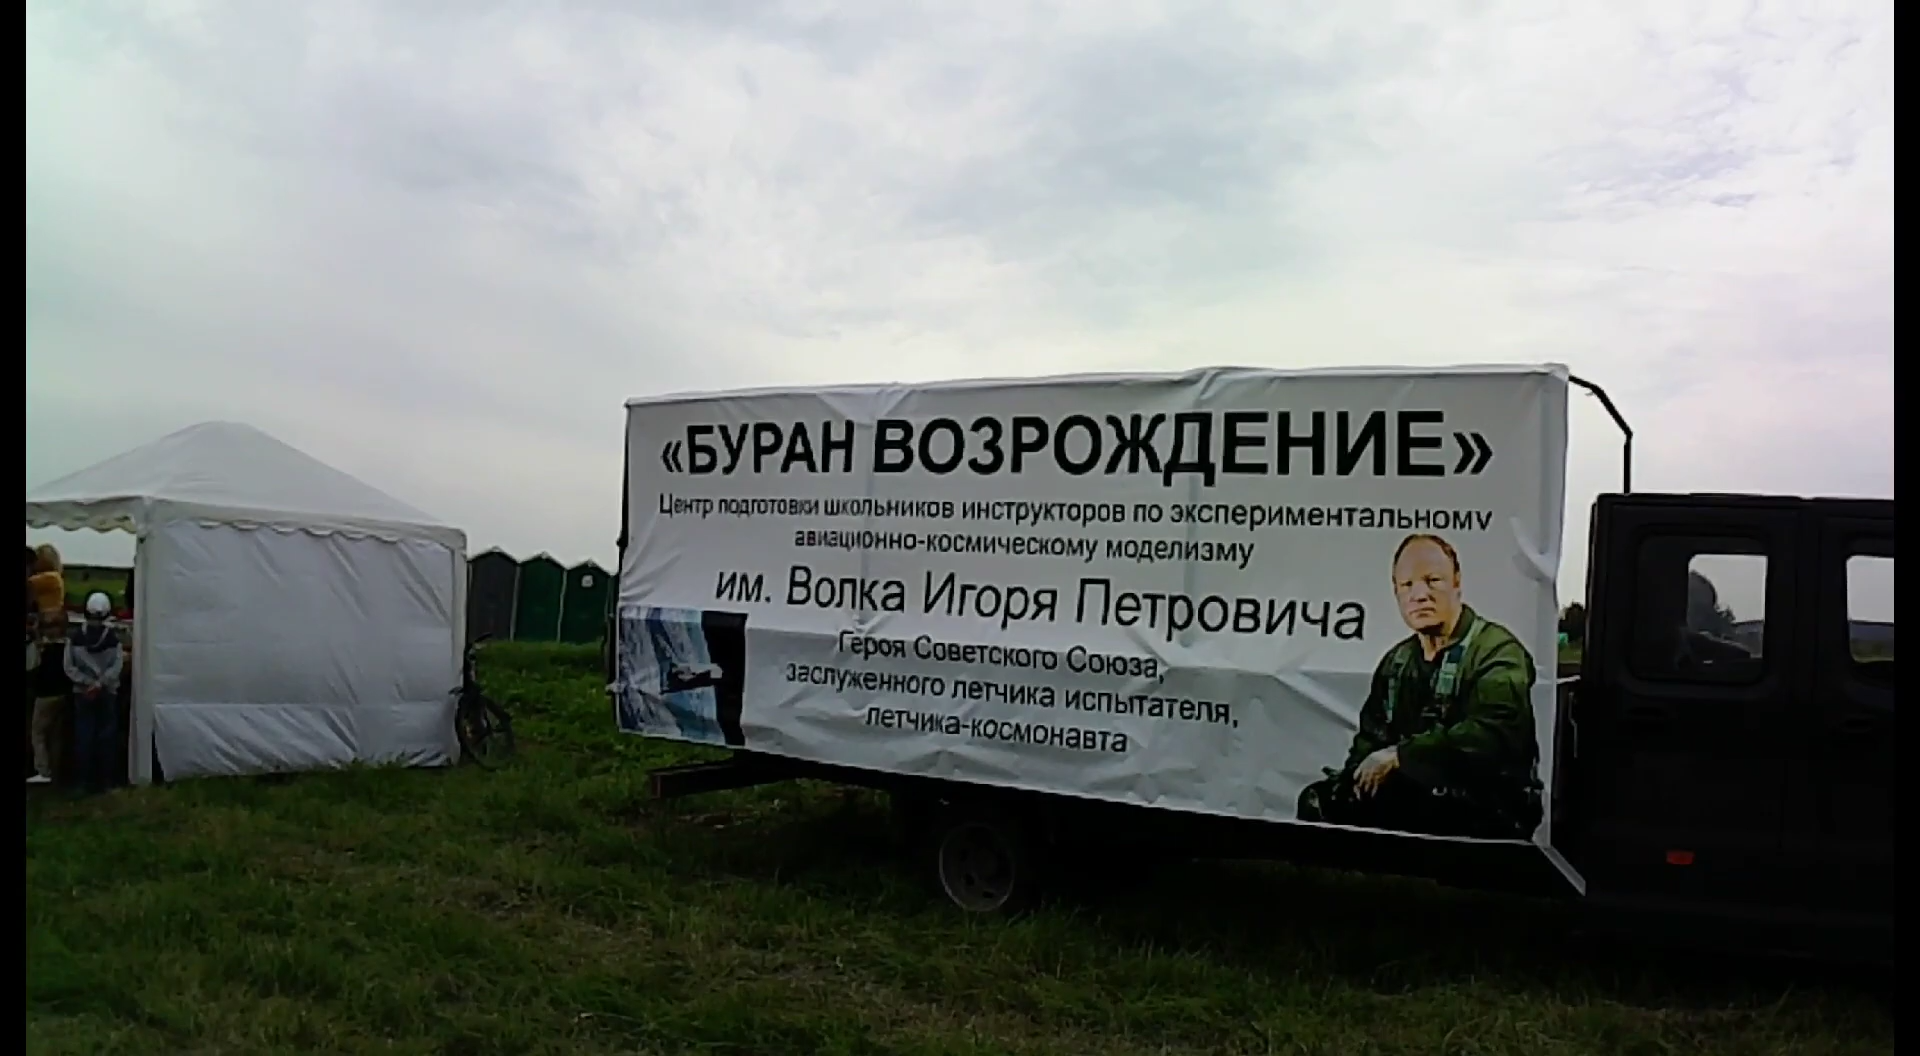 «БУРАН ВОЗРОЖДЕНИЕ»
Центр подготовки школьников инструкторов по экспериментальному
авиационно-космическому моделизму
им. Волка Игоря Петровича
Героя Советского Союза,
заслуженного летчика испытателя,
летчика-космонавта